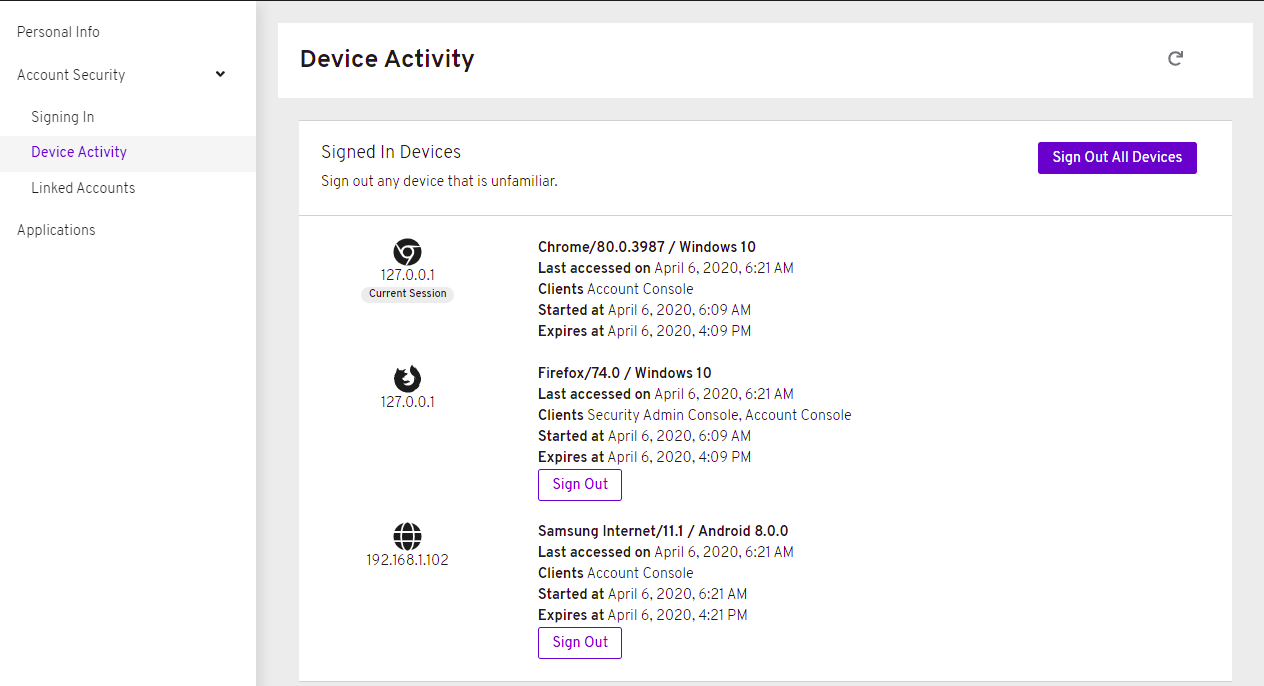 Personal Info
Account Security
Signing In
Device Activity
Linked Accounts
Applications
Device Activity
Signed In Devices
Sign out any device that is unfamiliar.
Sign Out All Devices
127.0.0.1
Current Session
Chrome/80.0.3987 / Windows 10
Last accessed on April 6, 2020, 6:21 AM
Clients Account Console
Started at April 6, 2020, 6:09 AM
Expires at April 6, 2020, 4:09 PM
127.0.0.1
Firefox/74.0 / Windows 10
Last accessed on April 6, 2020, 6:21 AM
Clients Security Admin Console, Account Console
Started at April 6, 2020, 6:09 AM
Expires at April 6, 2020, 4:09 PM
Sign Out
192.168.1.102
Samsung Internet/11.1 / Android 8.0.0
Last accessed on April 6, 2020, 6:21 AM
Clients Account Console
Started at April 6, 2020, 6:21 AM
Expires at April 6, 2020, 4:21 PM
Sign Out